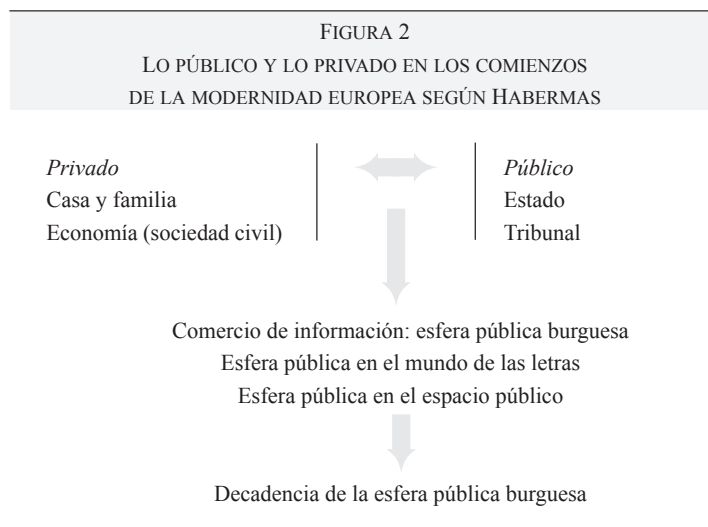 FIGURA 2
LO PÚBLICO Y LO PRIVADO EN LOS COMIENZOS
DE LA MODERNIDAD EUROPEA SEGÚN HABERMAS
Privado
Casa y familia
Economía (sociedad civil)
Público
Estado
Tribunal
Comercio de información: esfera pública burguesa
Esfera pública en el mundo de las letras
Esfera pública en el espacio público
Decadencia de la esfera pública burguesa